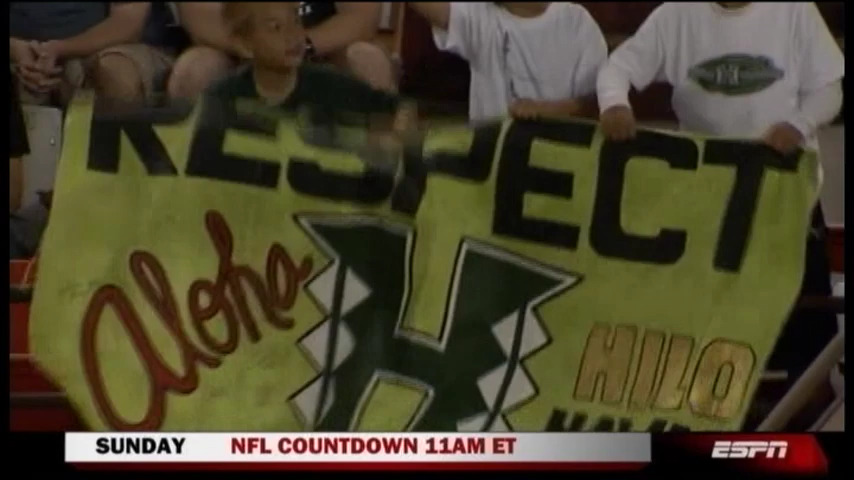 RESPECT
Aloha
H
HILO
SUNDAY NFL COUNTDOWN 11AM ET
ESPN